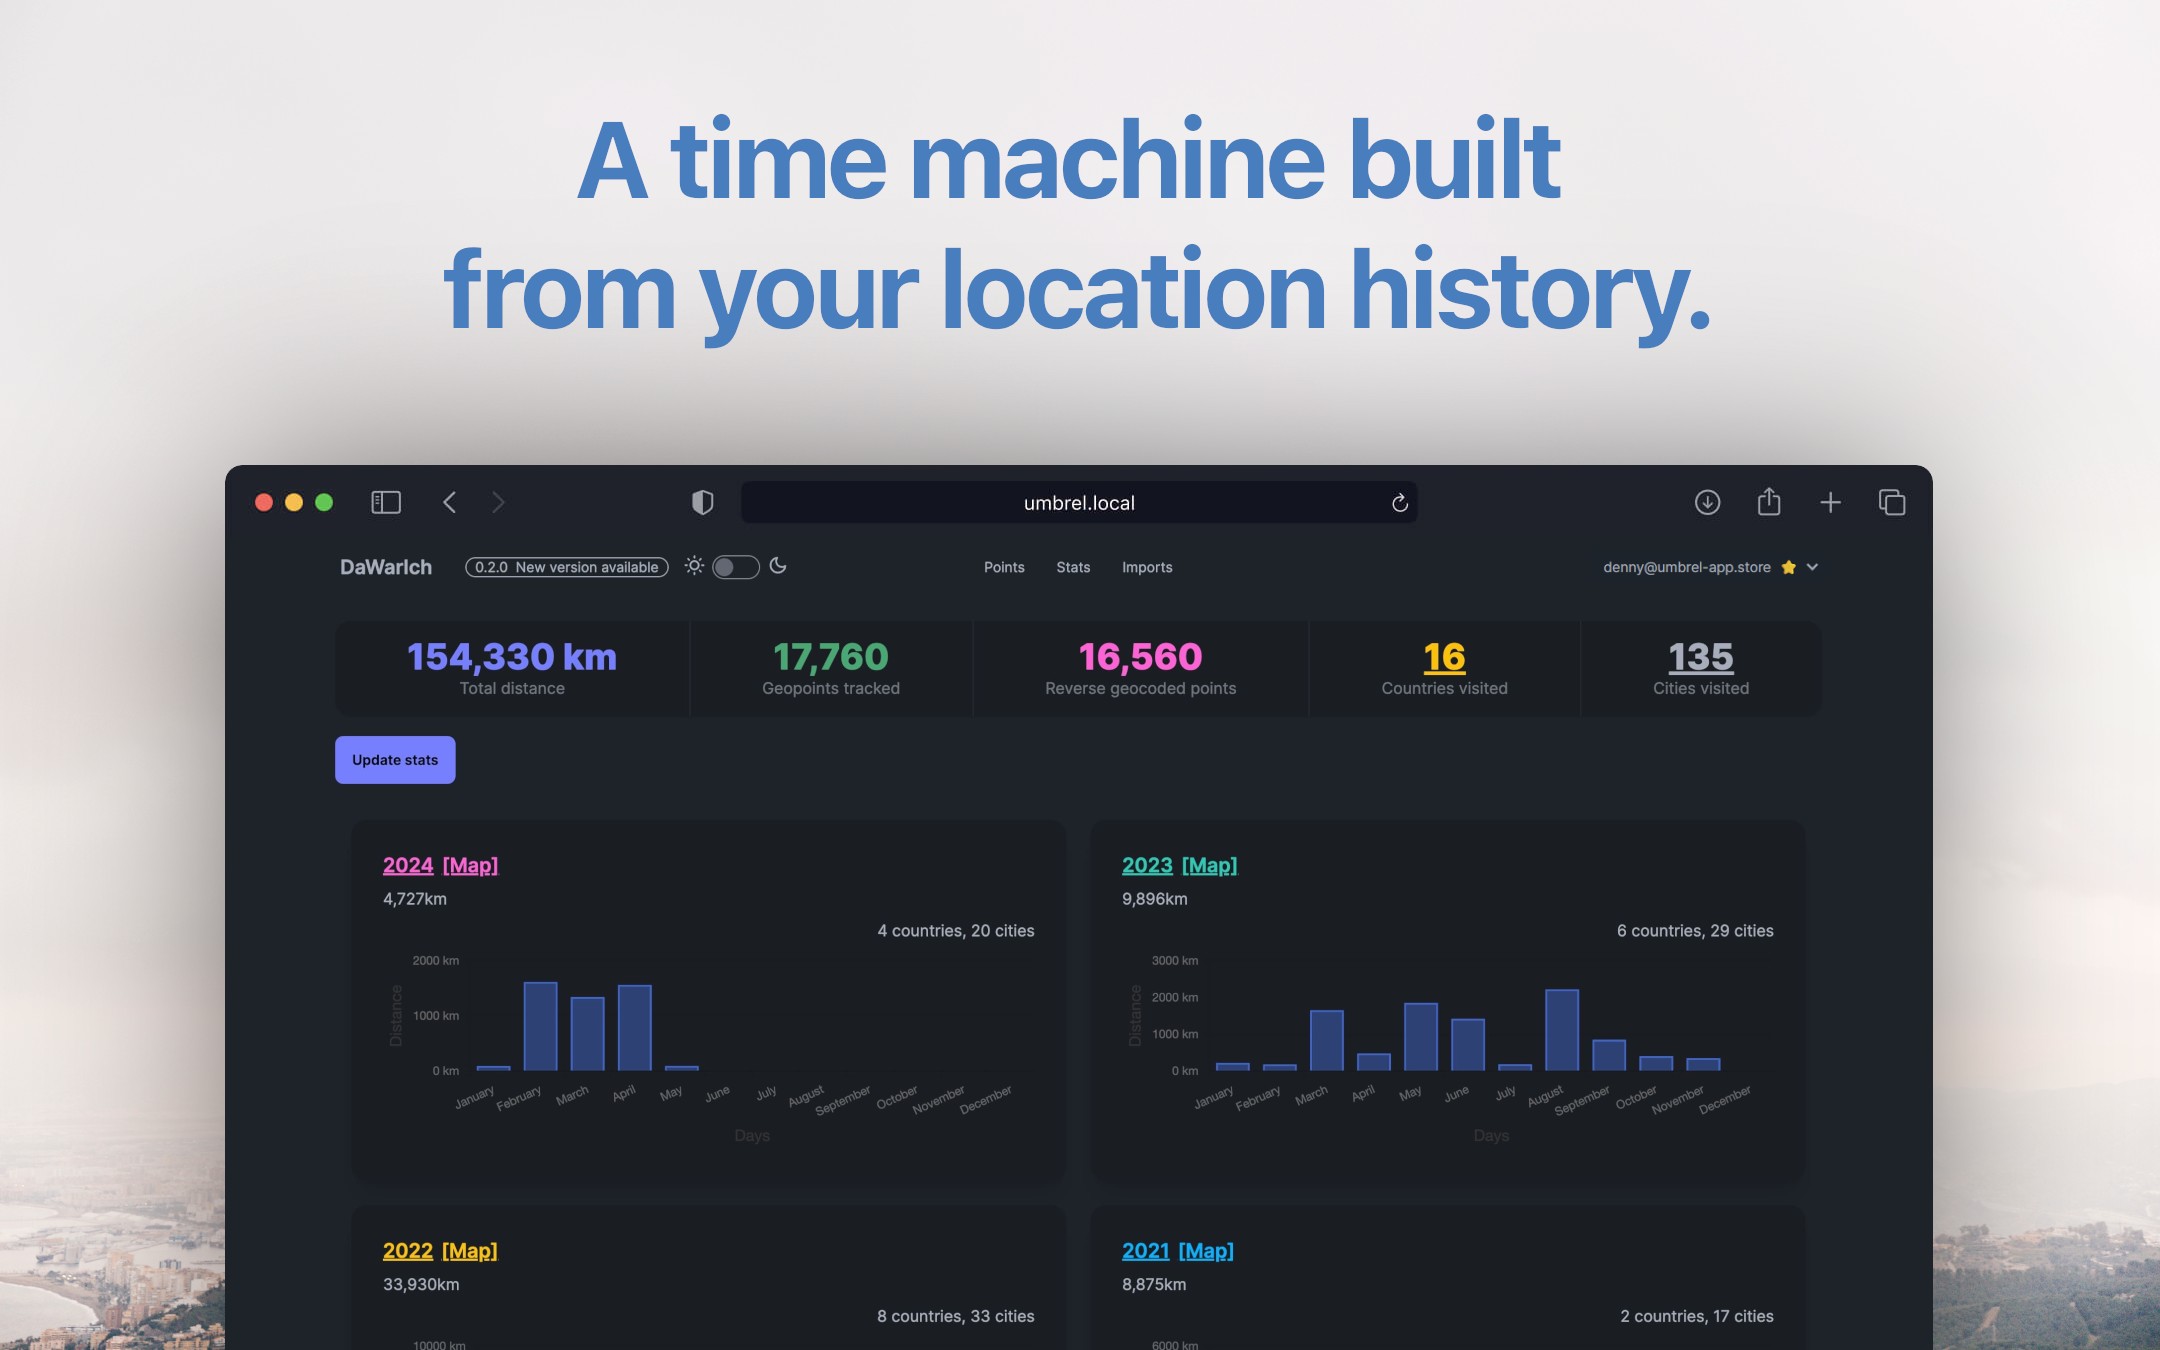 A time machine built
from your location history.
umbrel.local
DaWarIch
0.2.0 New version available
Points
Stats
Imports
denny@umbrel-app.store
154,330 km
Total distance
17,760
Geopoints tracked
16,560
Reverse geocoded points
16
Countries visited
135
Cities visited
Update stats
2024 [Map]
4,727km
4 countries, 20 cities
2000 km
1000 km
0 km
Distance
January
February
March
April
May
June
July
August
September
October
November
December
Days
2023 [Map]
9,896km
6 countries, 29 cities
3000 km
2000 km
1000 km
0 km
Distance
January
February
March
April
May
June
July
August
September
October
November
December
Days
2022 [Map]
33,930km
8 countries, 33 cities
10000 km
2021 [Map]
8,875km
2 countries, 17 cities
6000 km